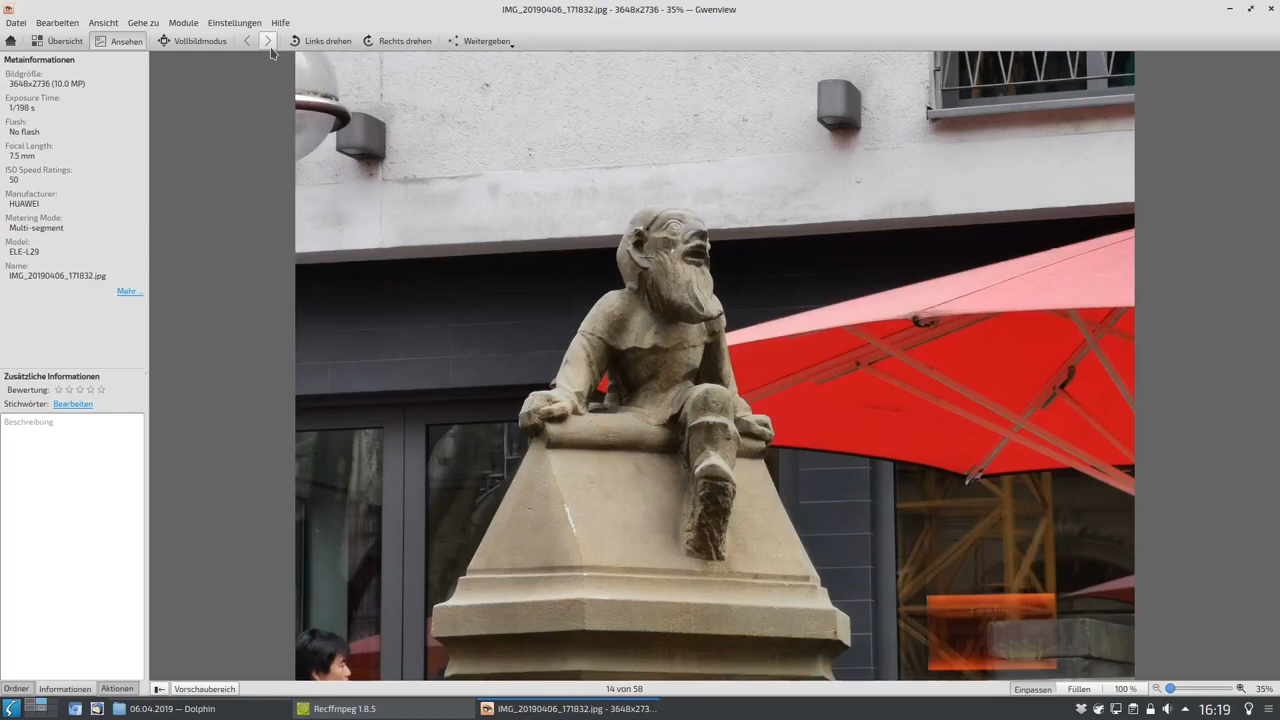 IMG_20190406_171832.jpg - 3648x2736 - 35% — Gwenview
Datei Bearbeiten Ansicht Gehe zu Module Einstellungen Hilfe
Übersicht Ansehen Vollbildmodus Links drehen Rechts drehen Weitergeben
Metainformationen
Bildgröße:
3648x2736 (10.0 MP)
Exposure Time:
1/198 s
Flash:
No flash
Focal Length:
7.5 mm
ISO Speed Ratings:
50
Manufacturer:
HUAWEI
Metering Mode:
Multi-segment
Model:
ELE-L29
Name:
IMG_20190406_171832.jpg
Mehr...
Zusätzliche Informationen
Bewertung:
Stichwörter: Bearbeiten
Beschreibung
Ordner Informationen Aktionen Vorschaubereich 14 von 58 Einpassen Füllen 100 % 35%
06.04.2019 — Dolphin Recffmpeg 1.8.5 IMG_20190406_171832.jpg - 3648x273... 16:19